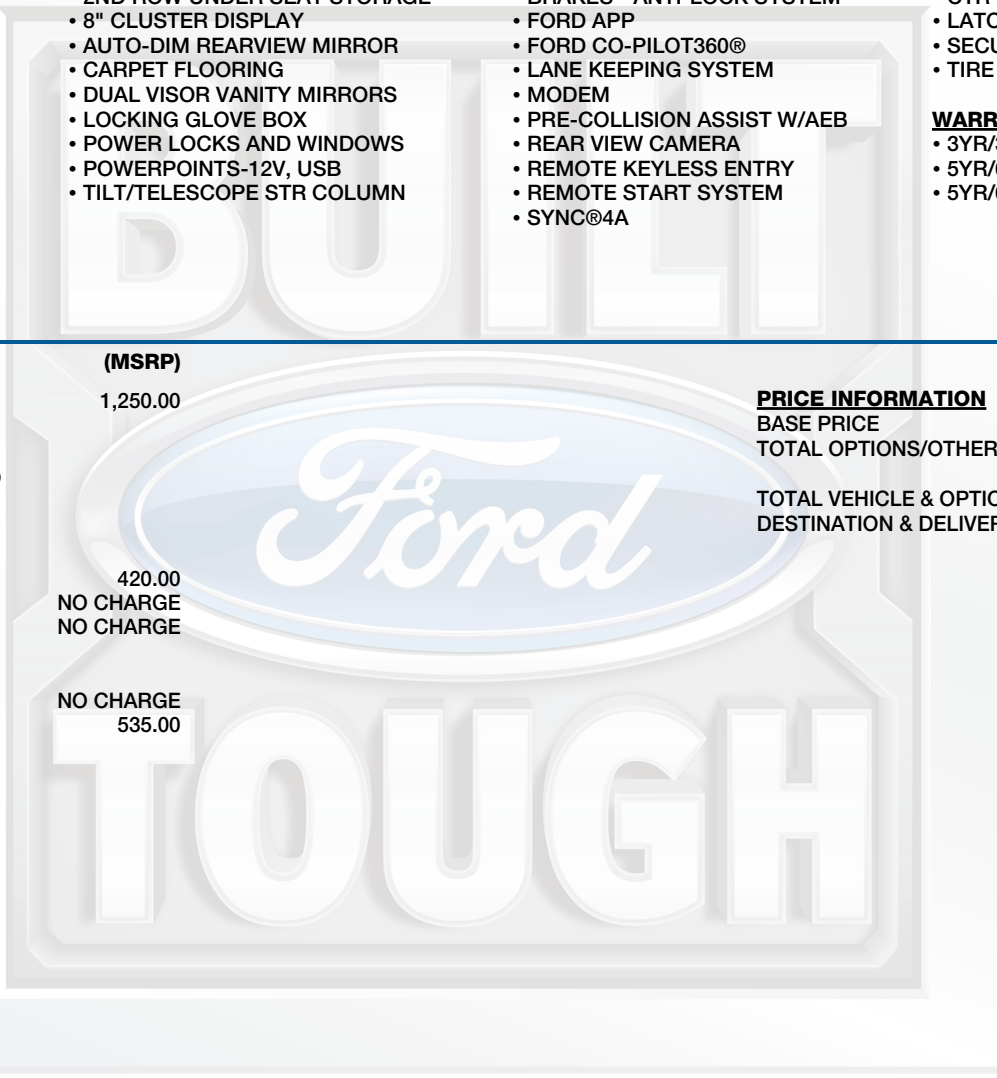 2ND ROW UNDER SEAT STORAGE
• 8" CLUSTER DISPLAY
• AUTO-DIM REARVIEW MIRROR
• CARPET FLOORING
• DUAL VISOR VANITY MIRRORS
• LOCKING GLOVE BOX
• POWER LOCKS AND WINDOWS
• POWERPOINTS-12V, USB
• TILT/TELESCOPE STR COLUMN
BRAKES - ANTI-LOCK SYSTEM
• FORD APP
• FORD CO-PILOT360®
• LANE KEEPING SYSTEM
• MODEM
• PRE-COLLISION ASSIST W/AEB
• REAR VIEW CAMERA
• REMOTE KEYLESS ENTRY
• REMOTE START SYSTEM
• SYNC®4A
• TIRE
• 3YR/
• 5YR/
• 5YR/
(MSRP)
1,250.00
420.00
NO CHARGE
NO CHARGE
NO CHARGE
535.00
PRICE INFORMATION
BASE PRICE
TOTAL OPTIONS/OTHER
TOTAL VEHICLE &
DESTINATION &
BUILT
Ford
TOUGH